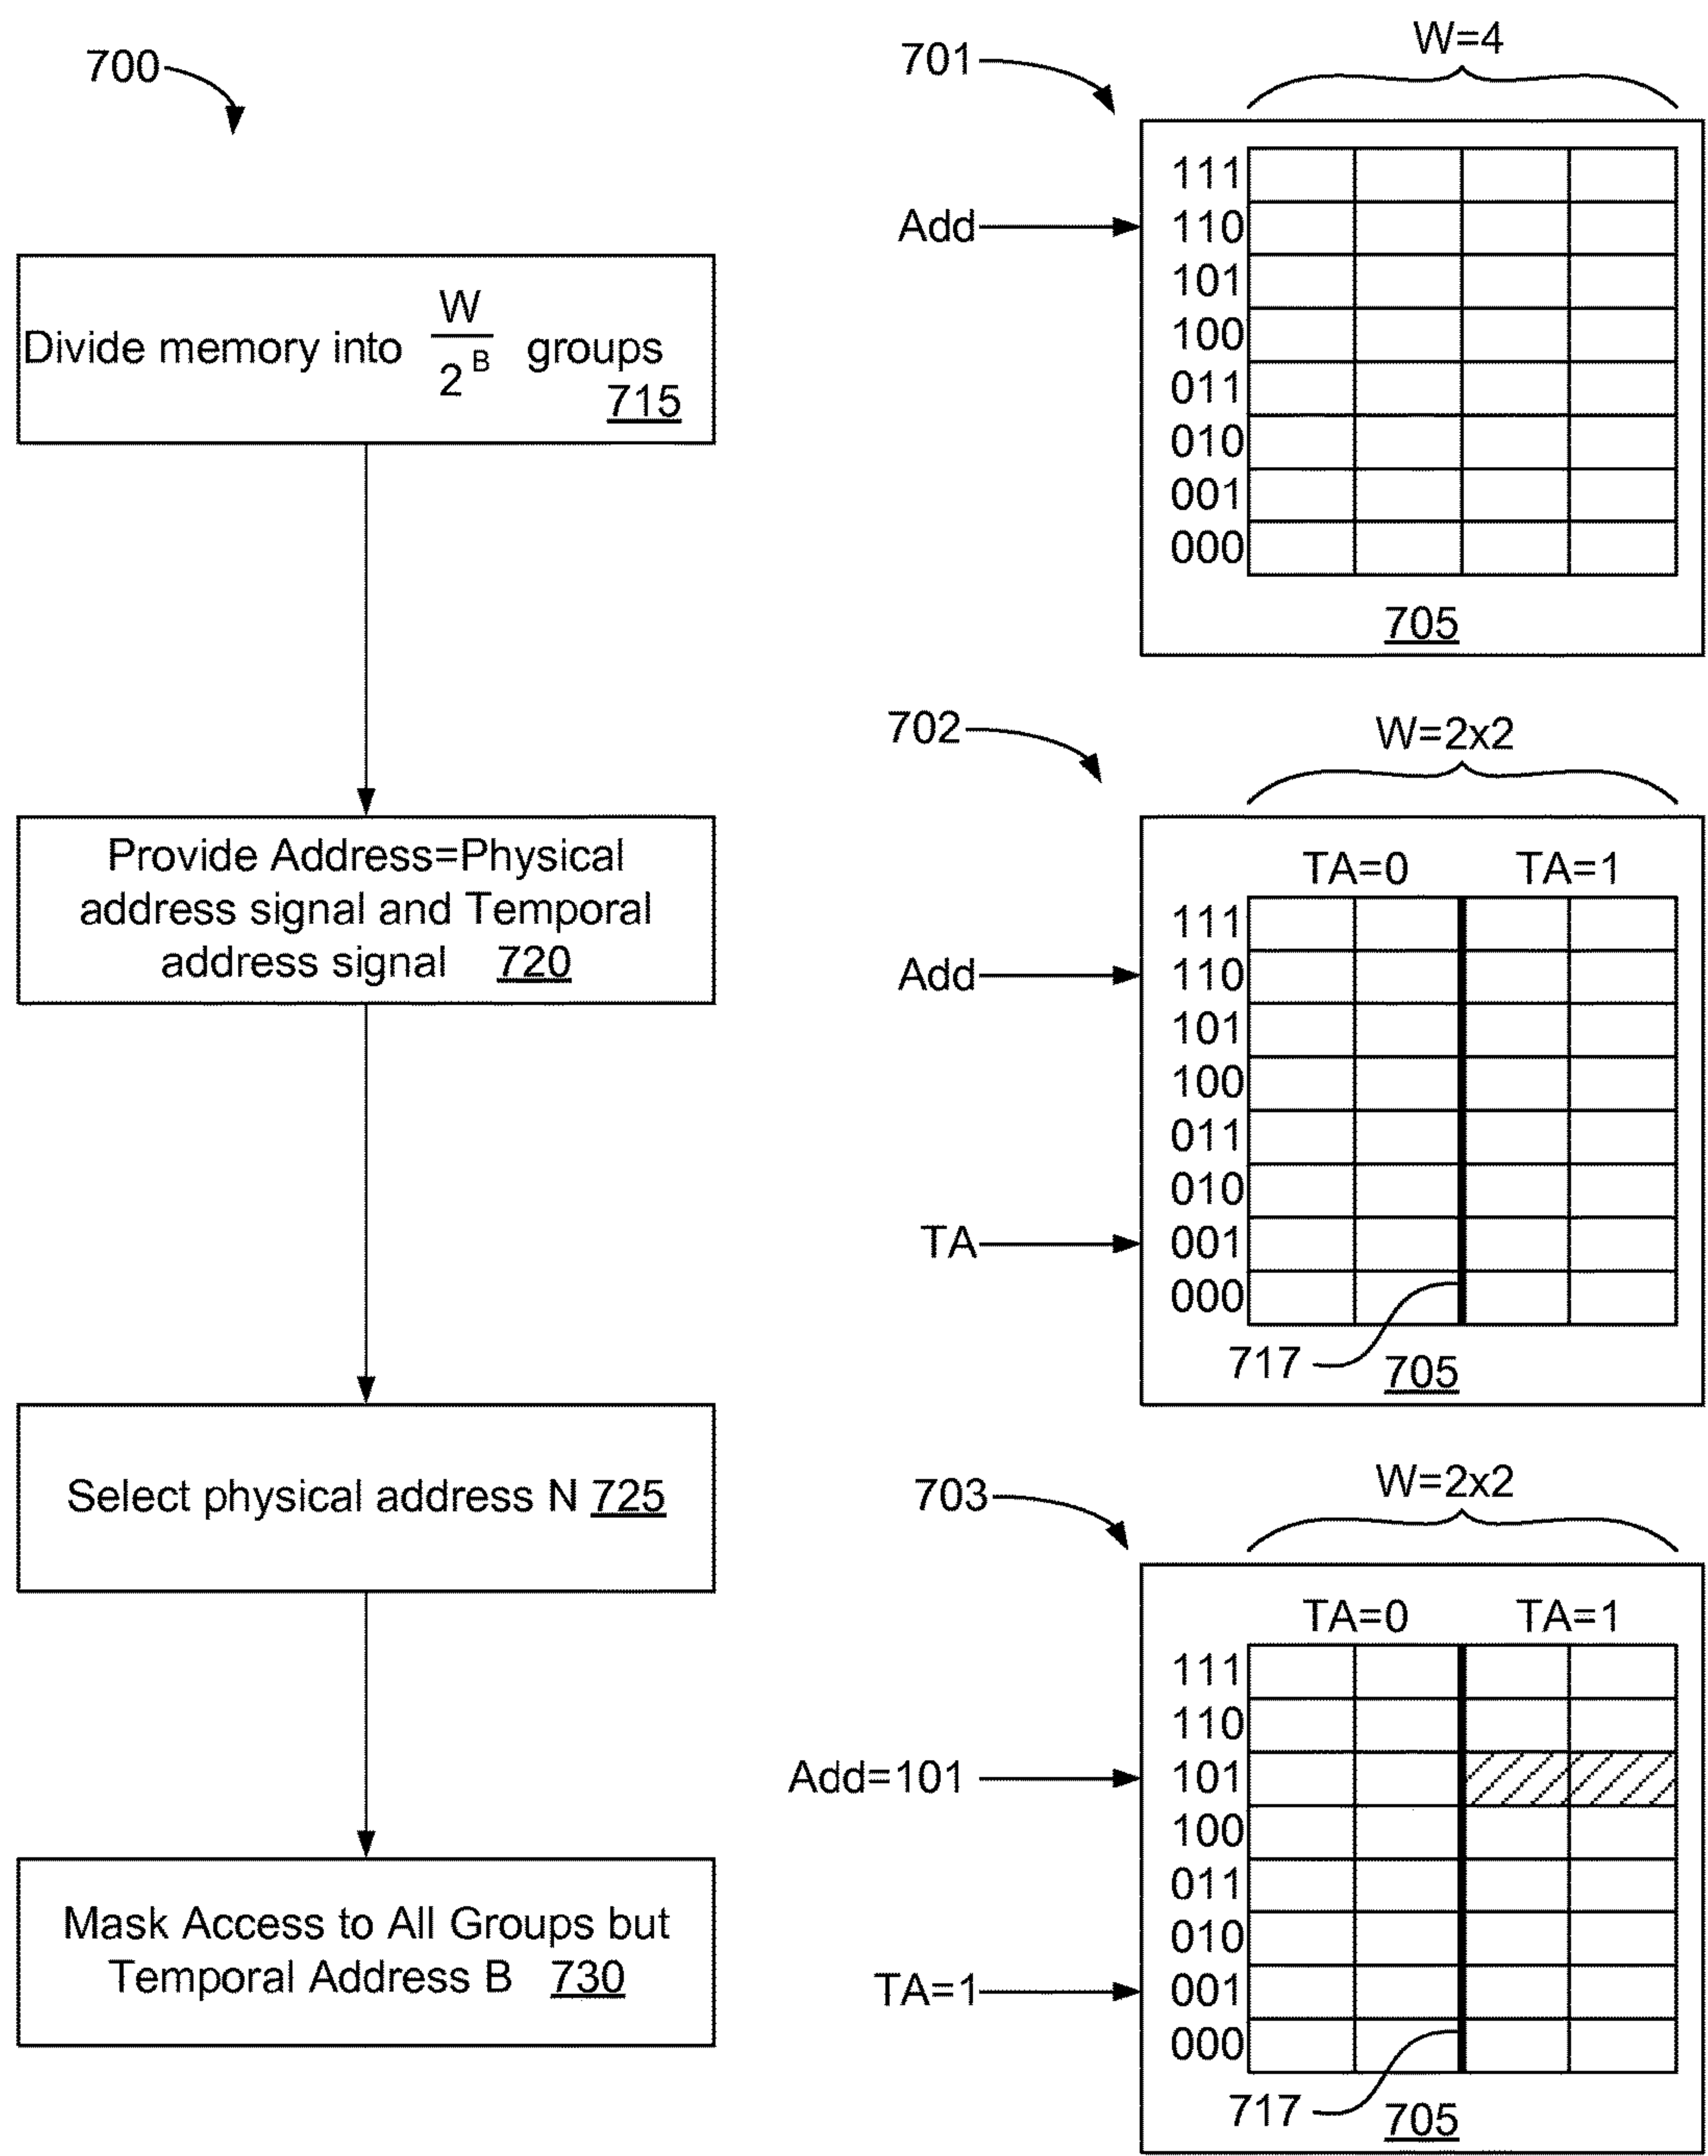 700
Divide memory into W/2^B groups
715
Provide Address=Physical
address signal and Temporal
address signal 720
Select physical address N 725
Mask Access to All Groups but
Temporal Address B 730
701
W=4
Add
111
110
101
100
011
010
001
000
705
702
W=2x2
TA=0 TA=1
Add
TA
111
110
101
100
011
010
001
000
717
705
703
W=2x2
TA=0 TA=1
Add=101
TA=1
111
110
101
100
011
010
001
000
717
705